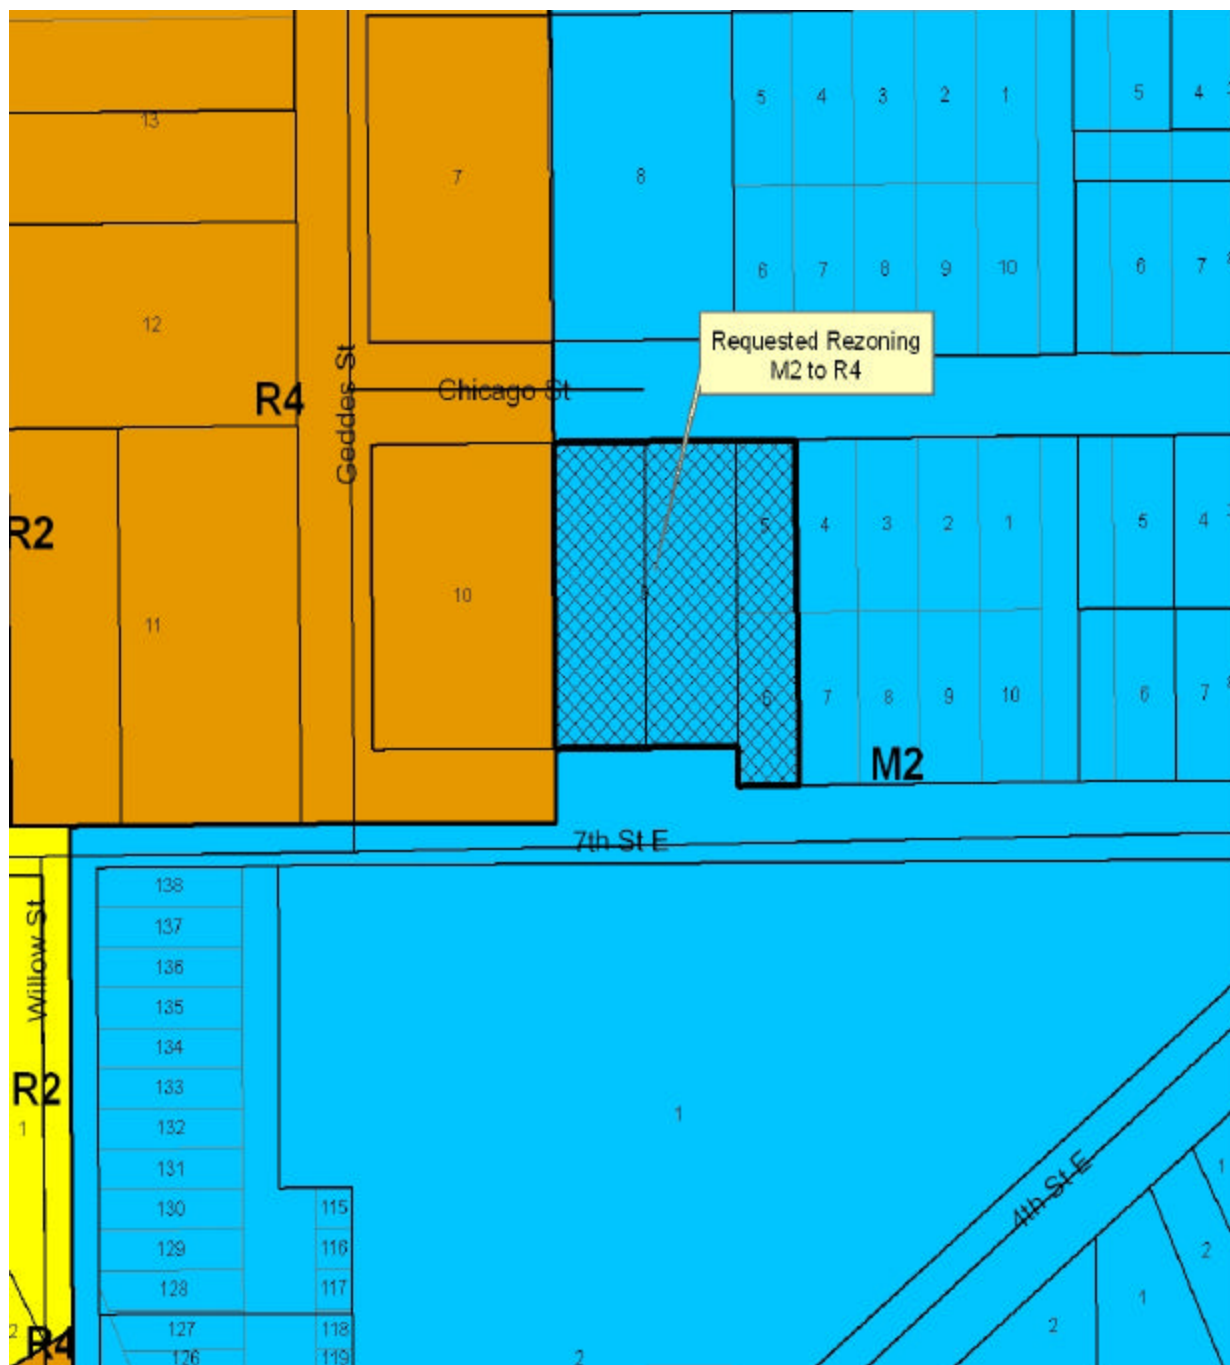 5 4 3 2 1 5 4
13
7 8
6 7 8 9 10 6 7
12
Requested Rezoning
M2 to R4
R4
Geddes St
Chicago St
R2
5 4 3 2 1 5 4
10
11
6 7 8 9 10 6 7
M2
7th St E
138
137
136
135
134
133
132
131
130
129
128
127
126
Willow St
R2
1
2
R4
115
116
117
118
119
1
2
4th St E
1
2
1
2